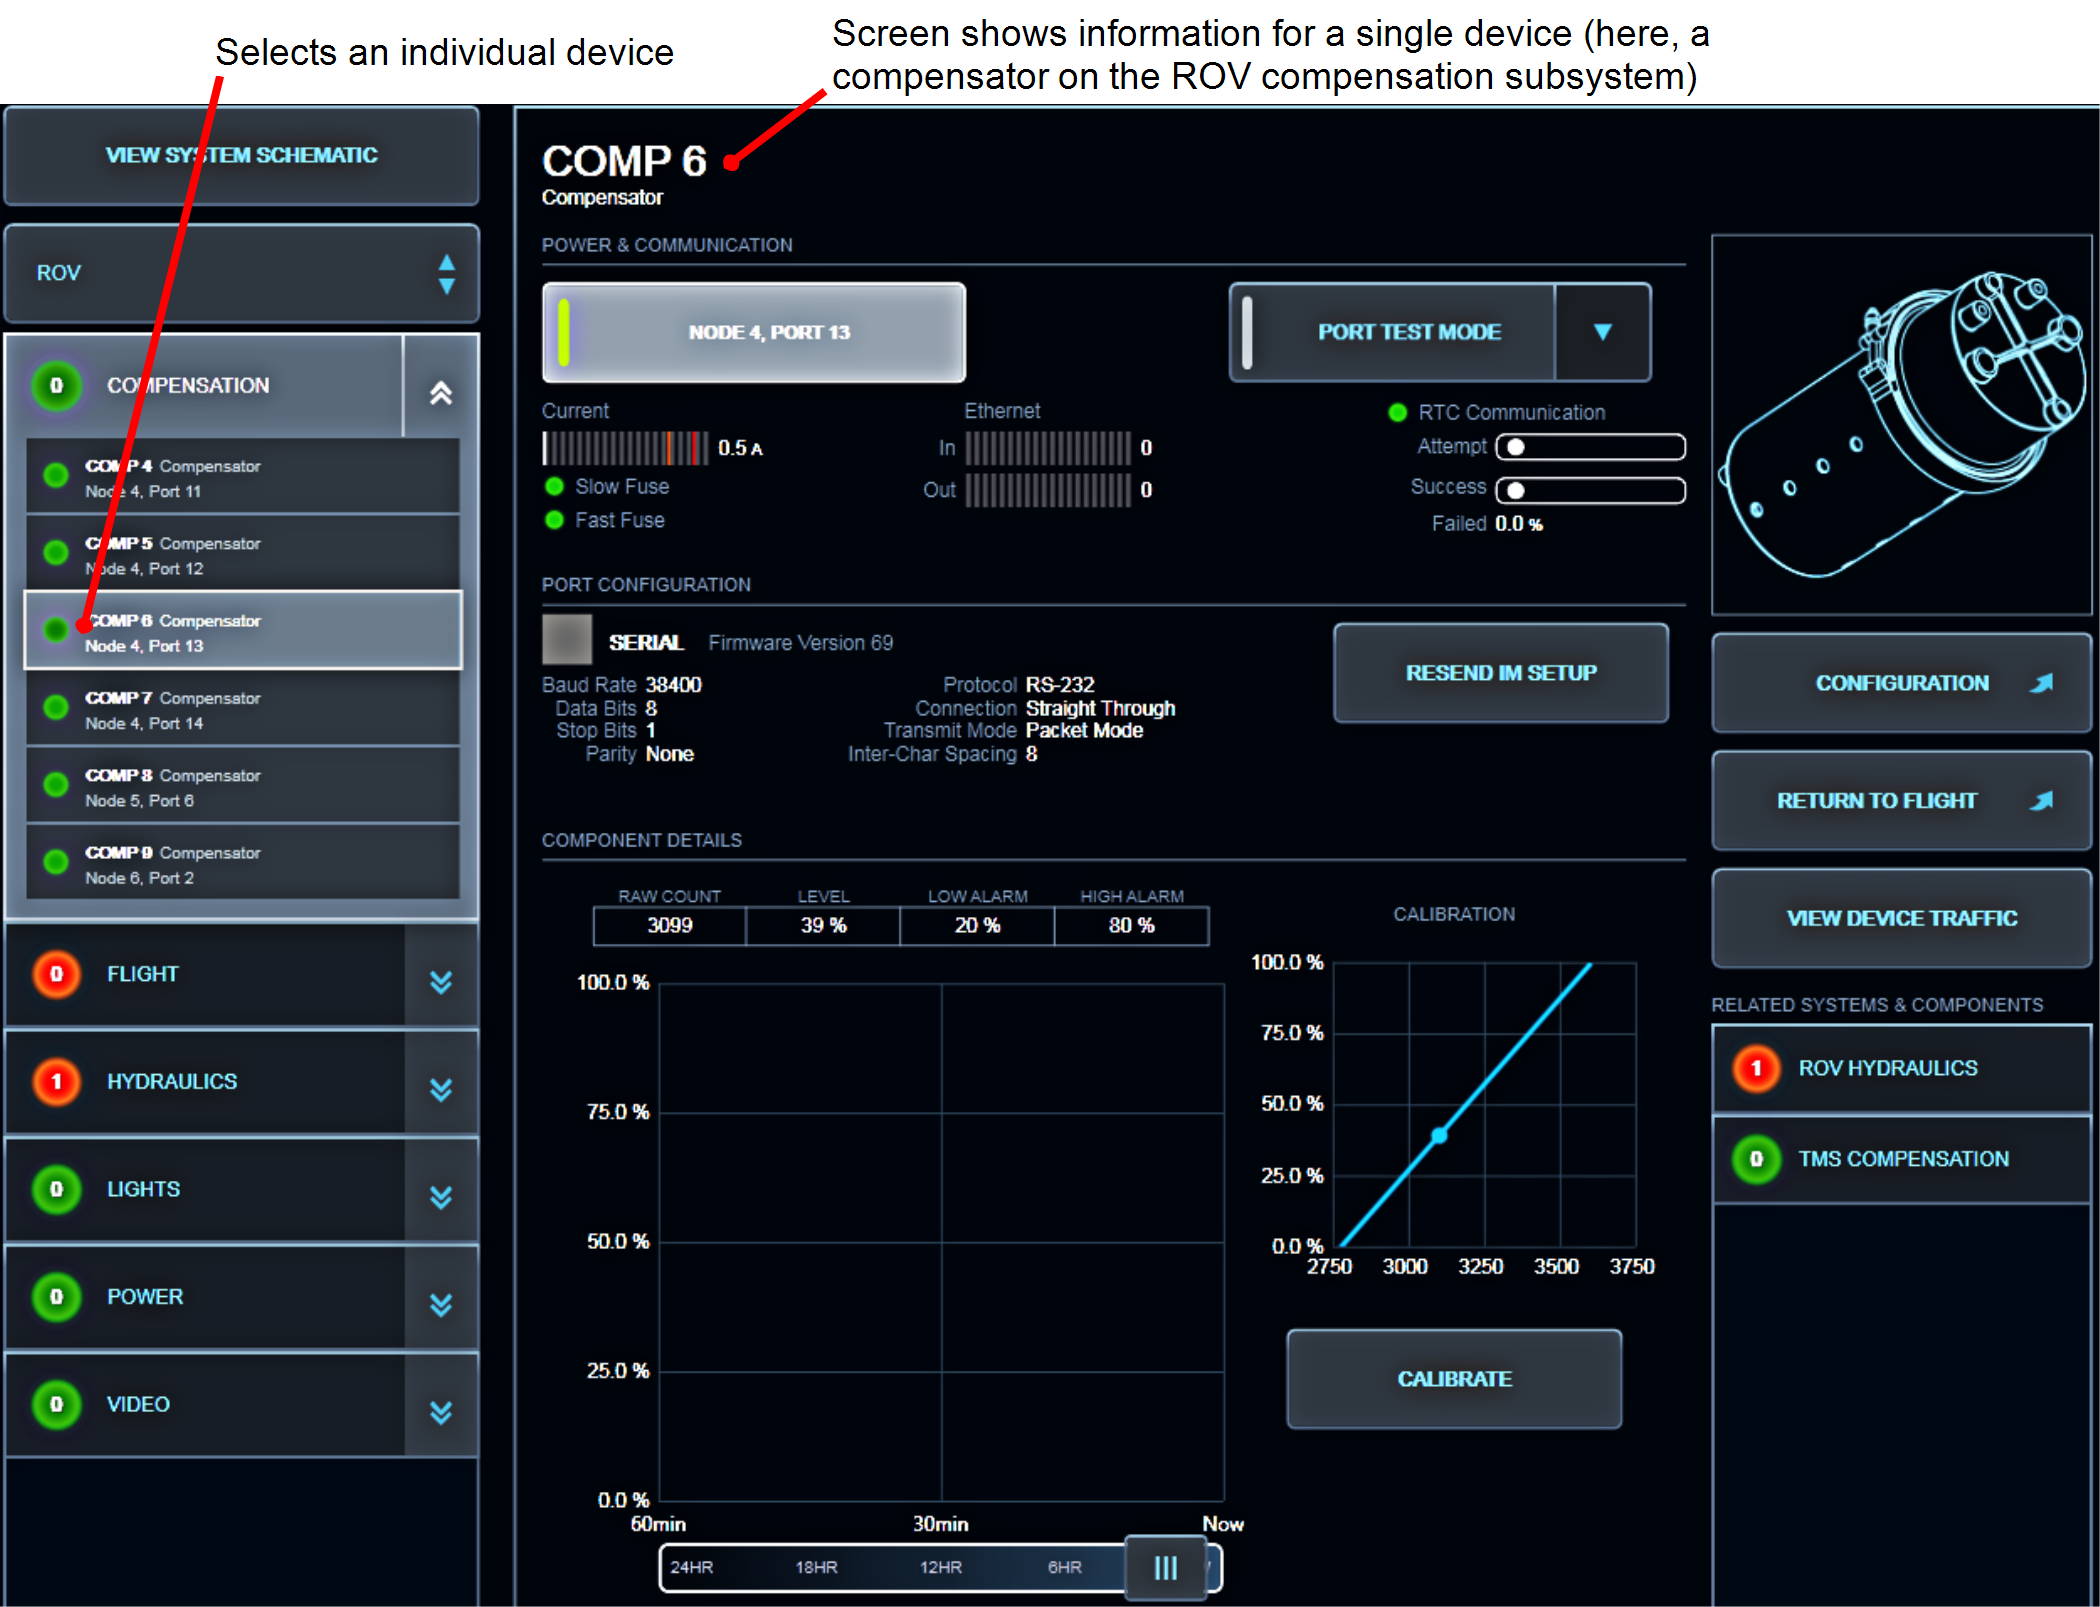 Selects an individual device
Screen shows information for a single device (here, a
compensator on the ROV compensation subsystem)
VIEW SYSTEM SCHEMATIC
ROV
0 COMPENSATION
COMP 4 Compensator
Node 4, Port 11
COMP 5 Compensator
Node 4, Port 12
COMP 6 Compensator
Node 4, Port 13
COMP 7 Compensator
Node 4, Port 14
COMP 8 Compensator
Node 5, Port 6
COMP 9 Compensator
Node 6, Port 2
0 FLIGHT
1 HYDRAULICS
0 LIGHTS
0 POWER
0 VIDEO
COMP 6
Compensator
POWER & COMMUNICATION
NODE 4, PORT 13
PORT TEST MODE
Current
0.5 A
Slow Fuse
Fast Fuse
Ethernet
In 0
Out 0
RTC Communication
Attempt
Success
Failed 0.0 %
PORT CONFIGURATION
SERIAL Firmware Version 69
Baud Rate 38400
Data Bits 8
Stop Bits 1
Parity None
Protocol RS-232
Connection Straight Through
Transmit Mode Packet Mode
Inter-Char Spacing 8
RESEND IM SETUP
COMPONENT DETAILS
RAW COUNT LEVEL LOW ALARM HIGH ALARM
3099 39 % 20 % 80 %
100.0 %
75.0 %
50.0 %
25.0 %
0.0 %
60min 30min Now
24HR 18HR 12HR 6HR
CALIBRATION
100.0 %
75.0 %
50.0 %
25.0 %
0.0 %
2750 3000 3250 3500 3750
CALIBRATE
CONFIGURATION
RETURN TO FLIGHT
VIEW DEVICE TRAFFIC
RELATED SYSTEMS & COMPONENTS
1 ROV HYDRAULICS
0 TMS COMPENSATION